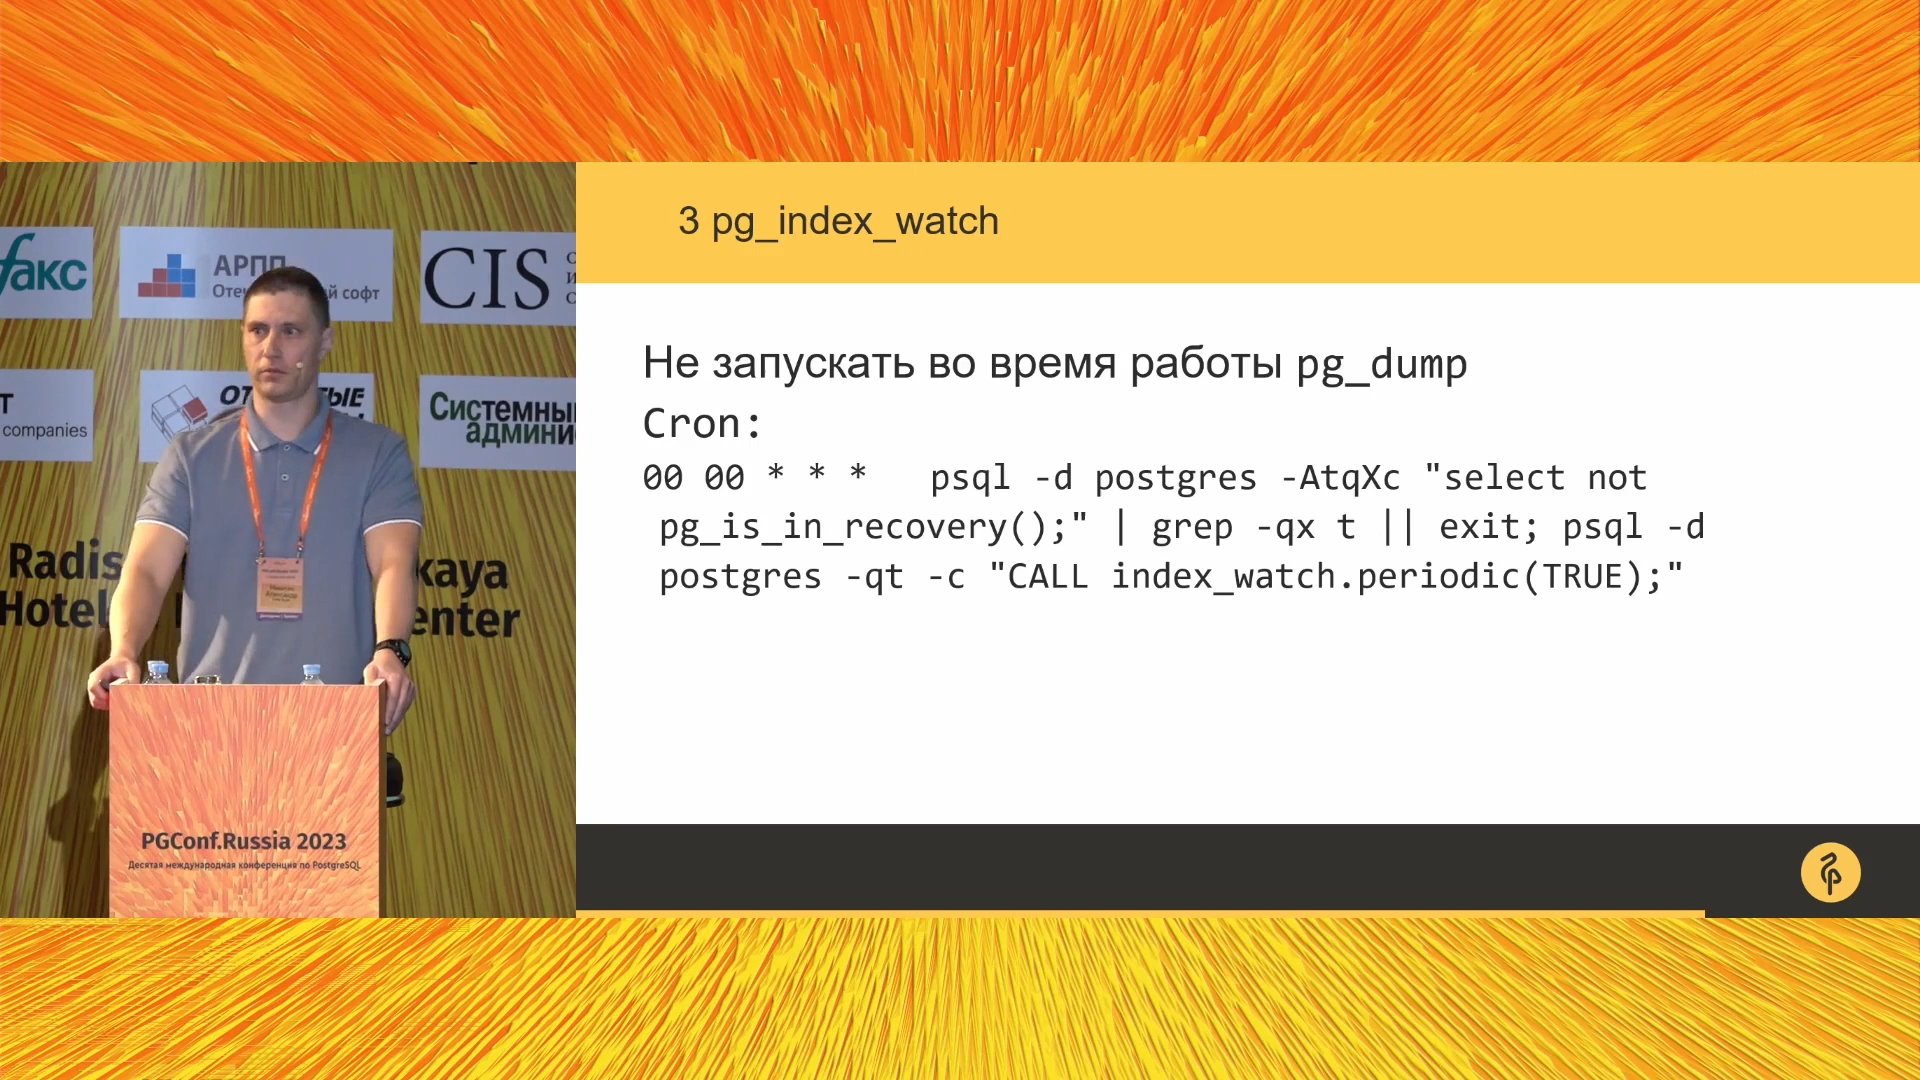 3 pg_index_watch
Не запускать во время работы pg_dump
Cron:
00 00 * * *   psql -d postgres -AtqXc "select not
pg_is_in_recovery();" | grep -qx t || exit; psql -d
postgres -qt -c "CALL index_watch.periodic(TRUE);"
факс
АРПП
й софт
CIS
Т
companies
Системны
админи
Radis
kaya
Hotel
enter
PGConf.Russia 2023
Десятая международная конференция по PostgreSQL